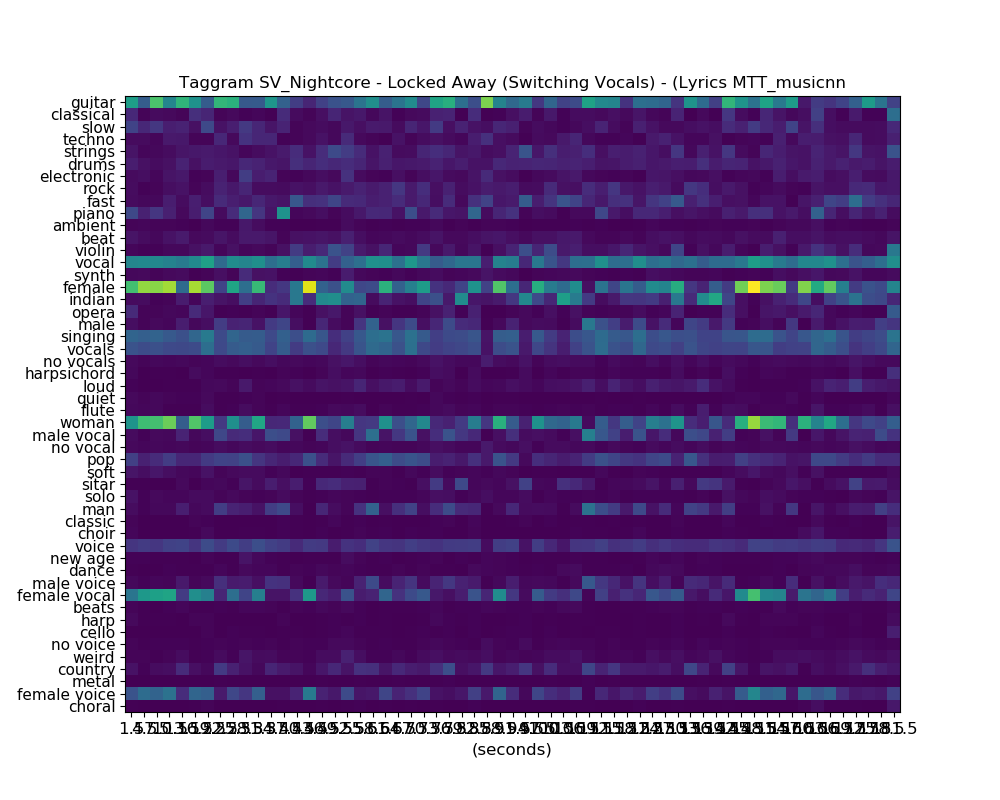 Taggram SV_Nightcore - Locked Away (Switching Vocals) - (Lyrics MTT_musicnn
guitar
classical
slow
techno
strings
drums
electronic
rock
fast
piano
ambient
beat
violin
vocal
synth
female
indian
opera
male
singing
vocals
no vocals
harpsichord
loud
quiet
flute
woman
male vocal
no vocal
pop
soft
sitar
solo
man
classic
choir
voice
new age
dance
male voice
female vocal
beats
harp
cello
no voice
weird
country
metal
female voice
choral
(seconds)